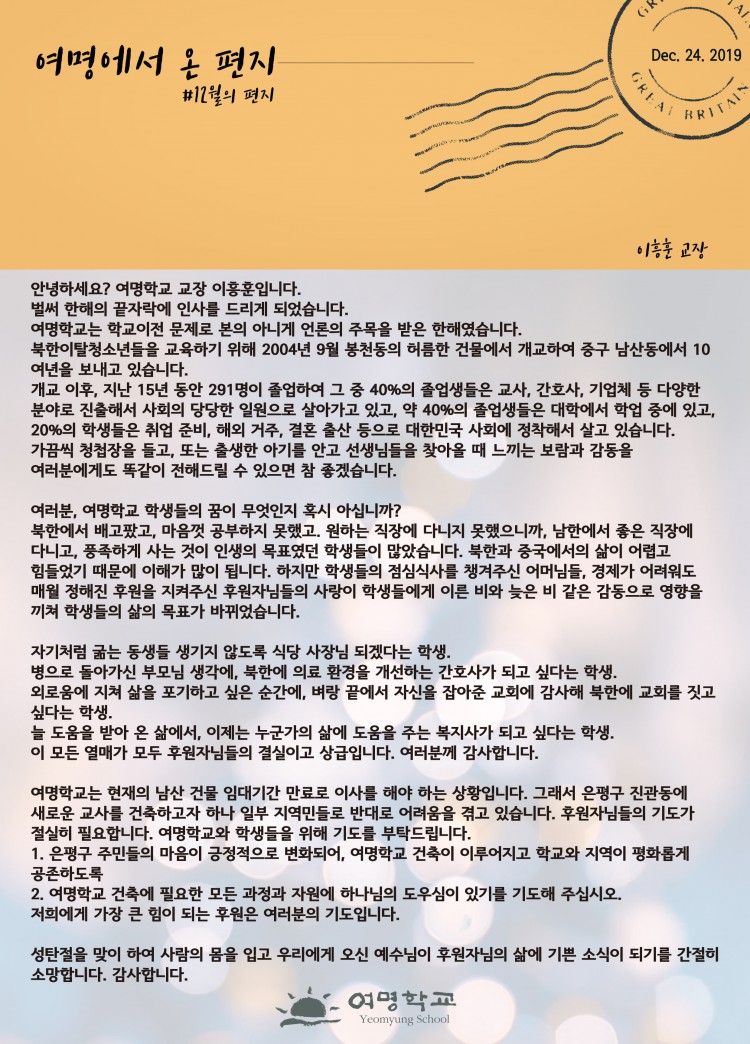 여명에서 온 편지
#12월의 편지
GREAT BRITAIN
Dec. 24. 2019
GREAT BRITAIN
이흥훈 교장
안녕하세요? 여명학교 교장 이흥훈입니다.
벌써 한해의 끝자락에 인사를 드리게 되었습니다.
여명학교는 학교이전 문제로 본의 아니게 언론의 주목을 받은 한해였습니다.
북한이탈청소년들을 교육하기 위해 2004년 9월 봉천동의 허름한 건물에서 개교하여 중구 남산동에서 10
여년을 보내고 있습니다.
개교 이후, 지난 15년 동안 291명이 졸업하여 그 중 40%의 졸업생들은 교사, 간호사, 기업체 등 다양한
분야로 진출해서 사회의 당당한 일원으로 살아가고 있고, 약 40%의 졸업생들은 대학에서 학업 중에 있고,
20%의 학생들은 취업 준비, 해외 거주, 결혼 출산 등으로 대한민국 사회에 정착해서 살고 있습니다.
가끔씩 청첩장을 들고, 또는 출생한 아기를 안고 선생님들을 찾아올 때 느끼는 보람과 감동을
여러분에게도 똑같이 전해드릴 수 있으면 참 좋겠습니다.
여러분, 여명학교 학생들의 꿈이 무엇인지 혹시 아십니까?
북한에서 배고팠고, 마음껏 공부하지 못했고. 원하는 직장에 다니지 못했으니까, 남한에서 좋은 직장에
다니고, 풍족하게 사는 것이 인생의 목표였던 학생들이 많았습니다. 북한과 중국에서의 삶이 어렵고
힘들었기 때문에 이해가 많이 됩니다. 하지만 학생들의 점심식사를 챙겨주신 어머님들, 경제가 어려워도
매월 정해진 후원을 지켜주신 후원자님들의 사랑이 학생들에게 이른 비와 늦은 비 같은 감동으로 영향을
끼쳐 학생들의 삶의 목표가 바뀌었습니다.
자기처럼 굶는 동생들 생기지 않도록 식당 사장님 되겠다는 학생.
병으로 돌아가신 부모님 생각에, 북한에 의료 환경을 개선하는 간호사가 되고 싶다는 학생.
외로움에 지쳐 삶을 포기하고 싶은 순간에, 벼랑 끝에서 자신을 잡아준 교회에 감사해 북한에 교회를 짓고
싶다는 학생.
늘 도움을 받아 온 삶에서, 이제는 누군가의 삶에 도움을 주는 복지사가 되고 싶다는 학생.
이 모든 열매가 모두 후원자님들의 결실이고 상급입니다. 여러분께 감사합니다.
여명학교는 현재의 남산 건물 임대기간 만료로 이사를 해야 하는 상황입니다. 그래서 은평구 진관동에
새로운 교사를 건축하고자 하나 일부 지역민들로 반대로 어려움을 겪고 있습니다. 후원자님들의 기도가
절실히 필요합니다. 여명학교와 학생들을 위해 기도를 부탁드립니다.
1. 은평구 주민들의 마음이 긍정적으로 변화되어, 여명학교 건축이 이루어지고 학교와 지역이 평화롭게
공존하도록
2. 여명학교 건축에 필요한 모든 과정과 자원에 하나님의 도우심이 있기를 기도해 주십시오.
저희에게 가장 큰 힘이 되는 후원은 여러분의 기도입니다.
성탄절을 맞이 하여 사람의 몸을 입고 우리에게 오신 예수님이 후원자님의 삶에 기쁜 소식이 되기를 간절히
소망합니다. 감사합니다.
여명학교
Yeomyung School